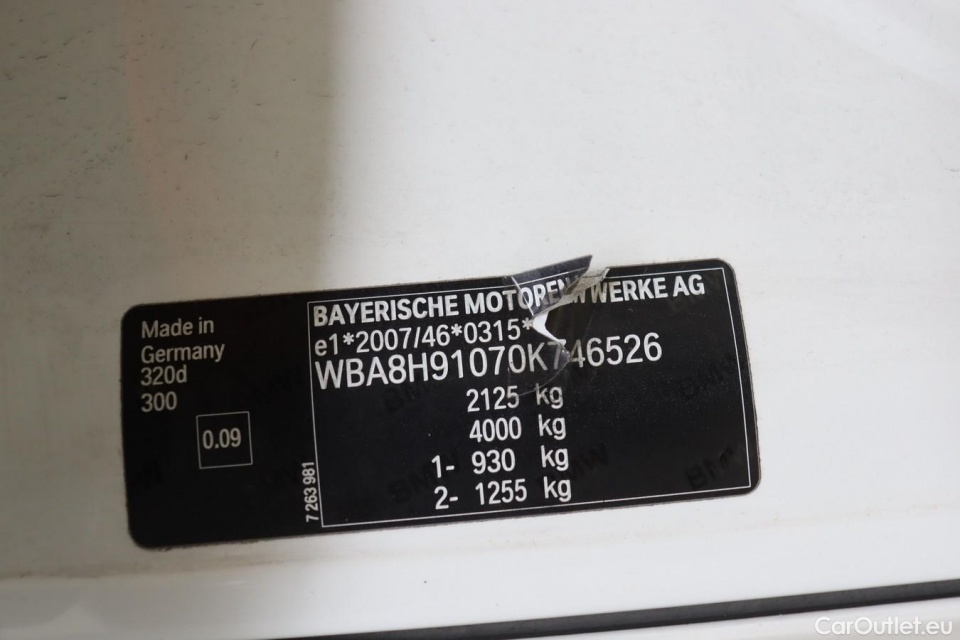 Made in
Germany
320d
300
0.09
7 263 981
BAYERISCHE MOTOREN WERKE AG
e1*2007/46*0315*
WBA8H91070K746526
2125 kg
4000 kg
1- 930 kg
2- 1255 kg
CarOutlet.eu